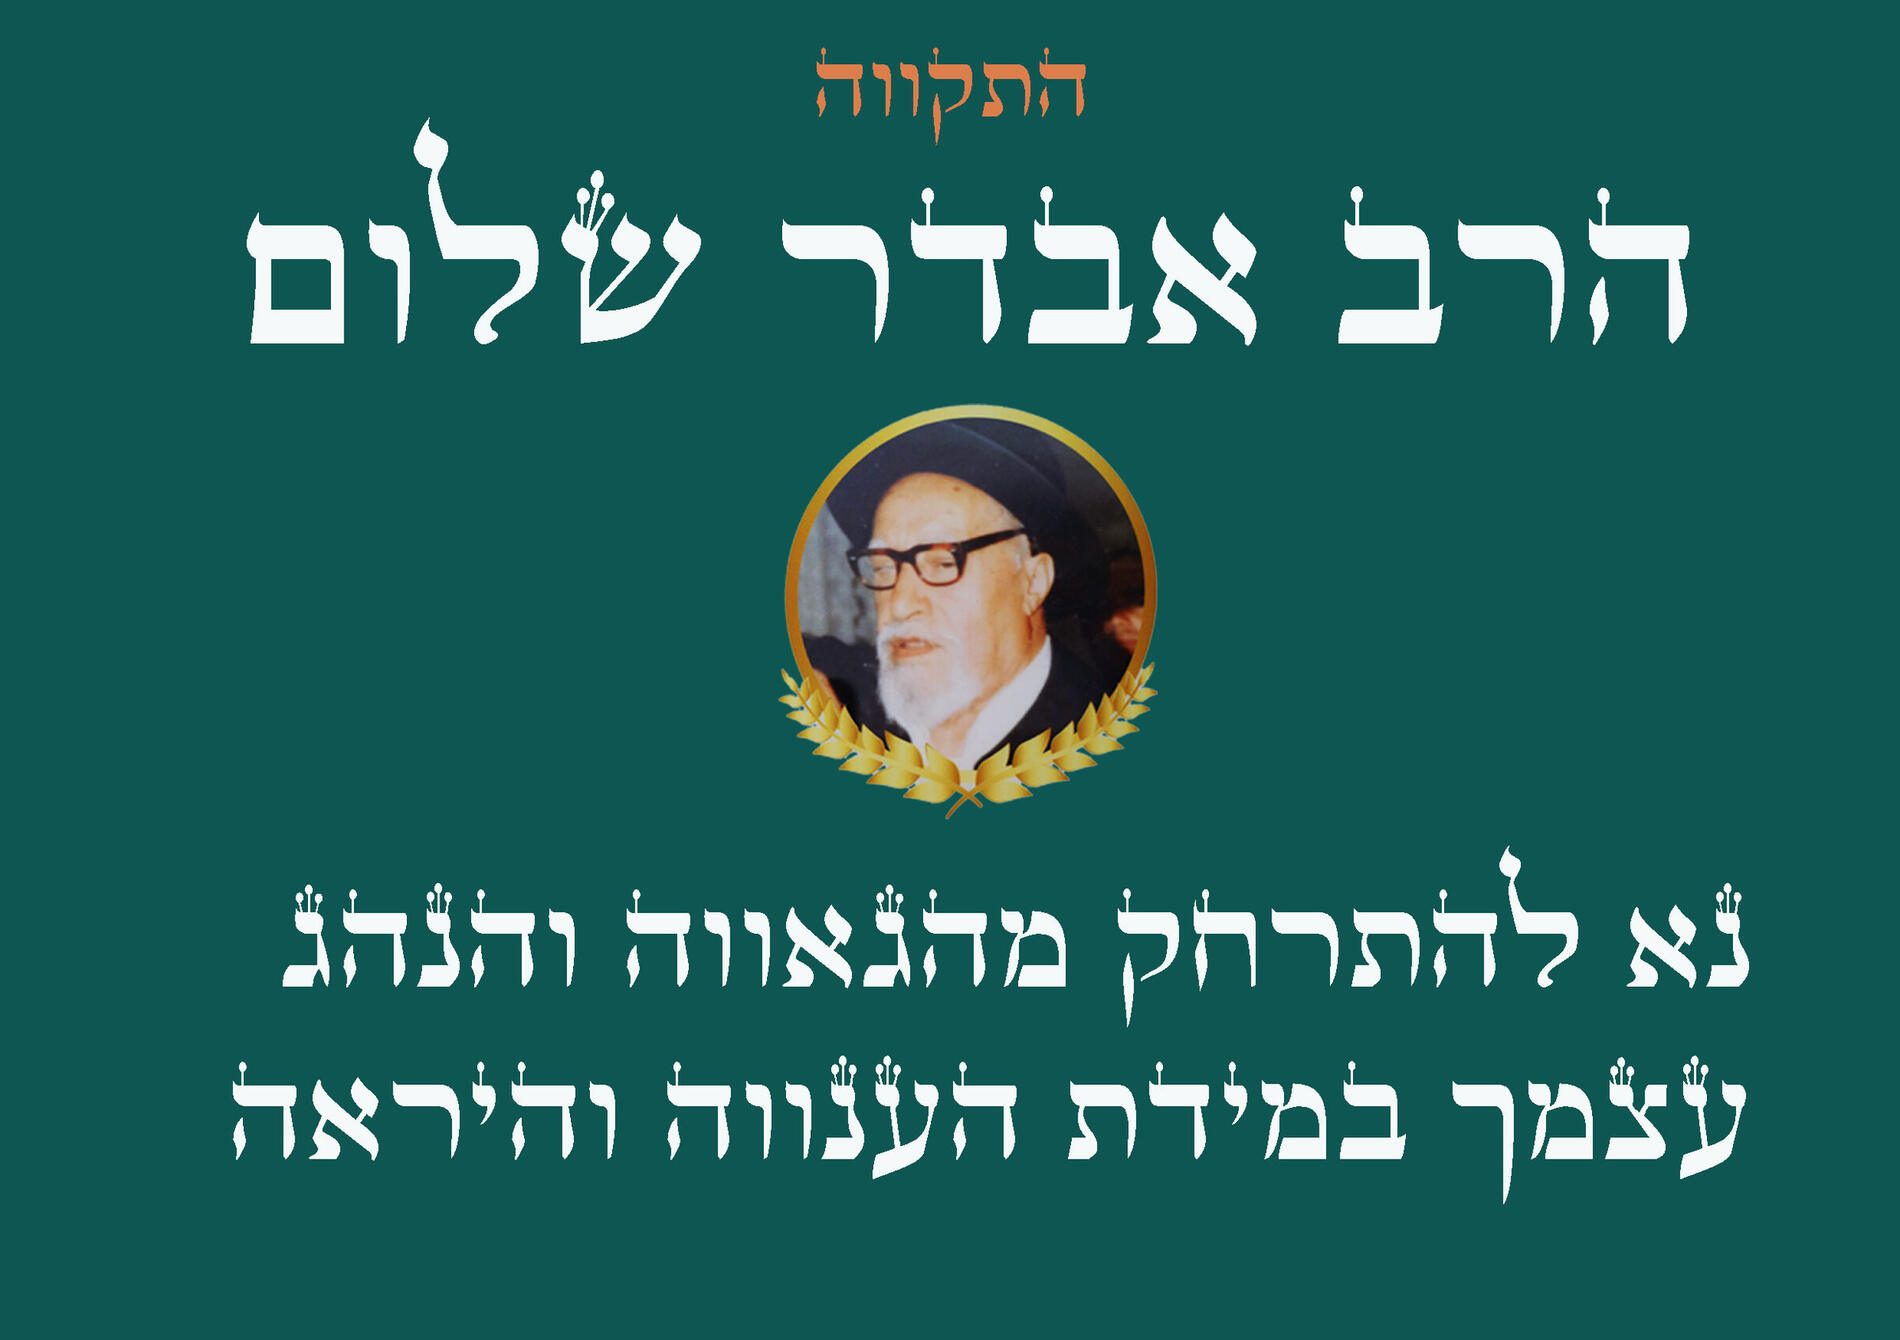 התקווה
הרב אבדר שלום
נא להתרחק מהגאווה והנהג
עצמך במידת הענווה והיראה